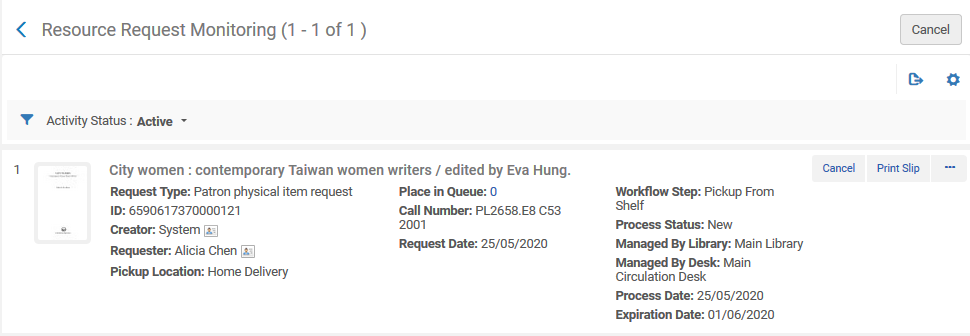 Resource Request Monitoring (1 - 1 of 1 )
Cancel
Activity Status : Active
1
City women : contemporary Taiwan women writers / edited by Eva Hung.
Cancel
Print Slip
Request Type: Patron physical item request
ID: 6590617370000121
Creator: System
Requester: Alicia Chen
Pickup Location: Home Delivery
Place in Queue: 0
Call Number: PL2658.E8 C53
2001
Request Date: 25/05/2020
Workflow Step: Pickup From
Shelf
Process Status: New
Managed By Library: Main Library
Managed By Desk: Main
Circulation Desk
Process Date: 25/05/2020
Expiration Date: 01/06/2020